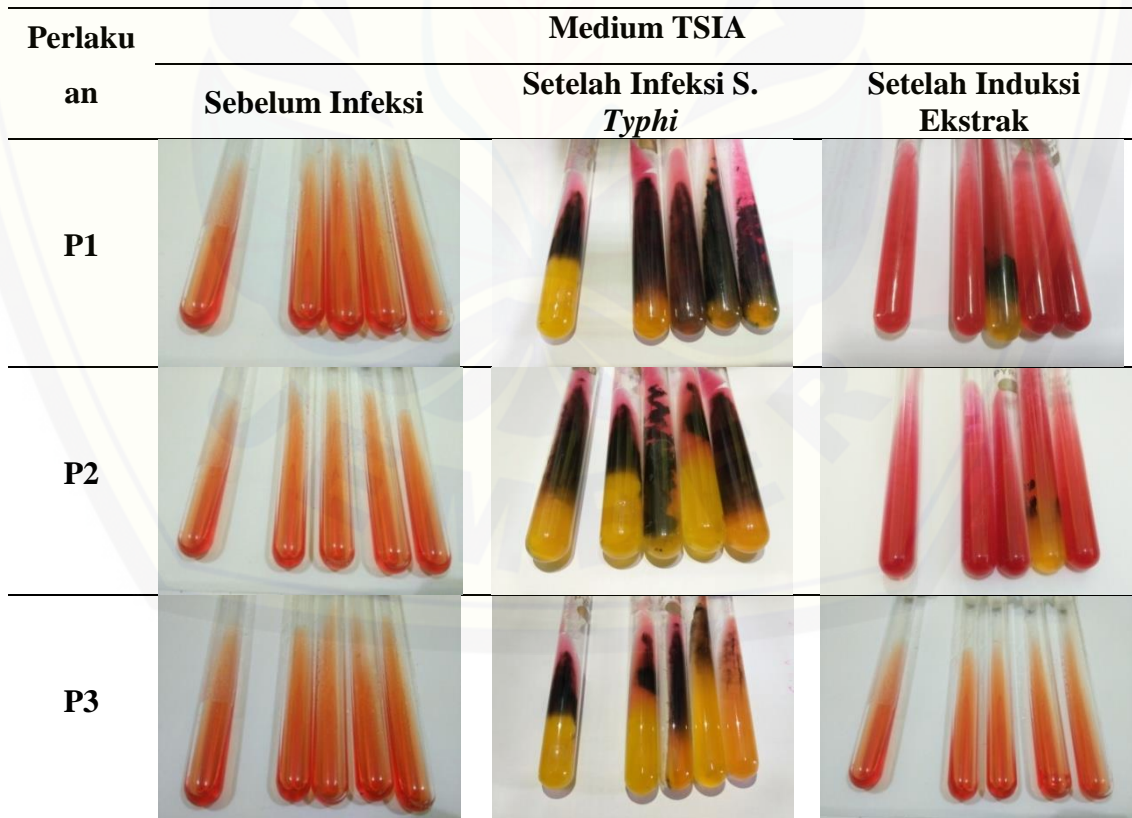 Perlaku
an
Medium TSIA
Sebelum Infeksi
Setelah Infeksi S.
Typhi
Setelah Induksi
Ekstrak
P1
P2
P3